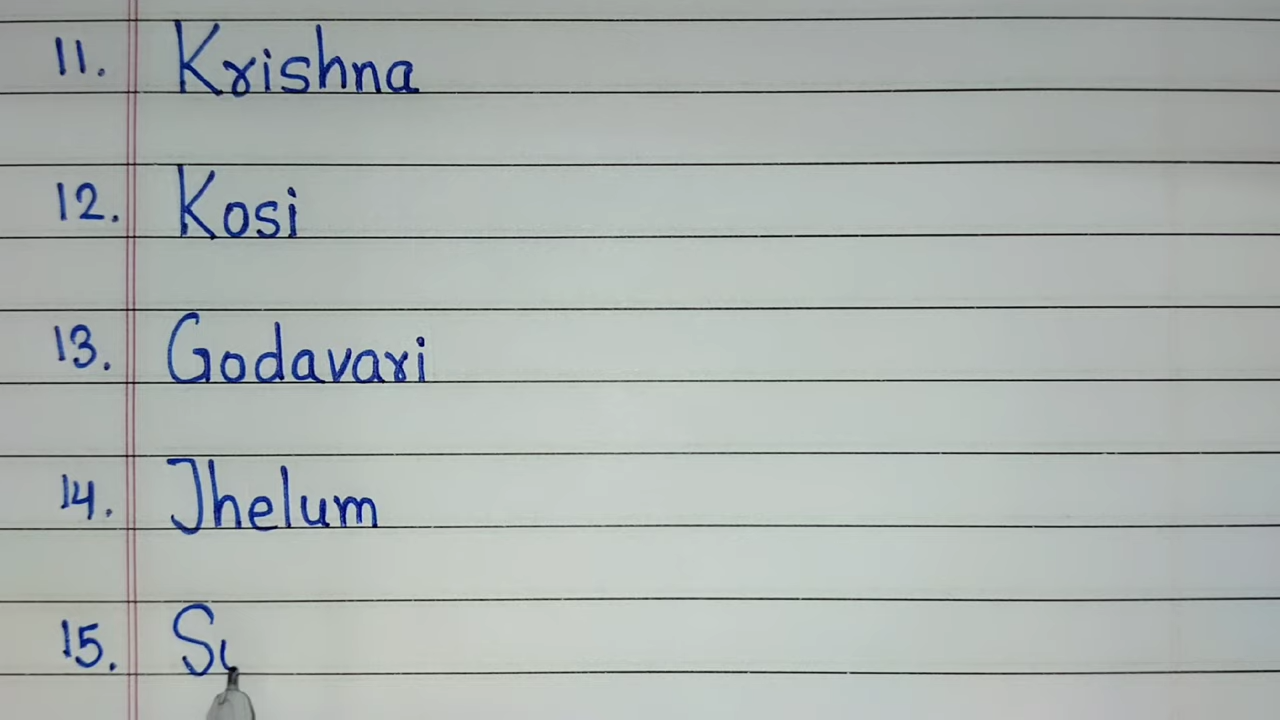 11. Krishna
12. Kosi
13. Godavari
14. Jhelum
15. S